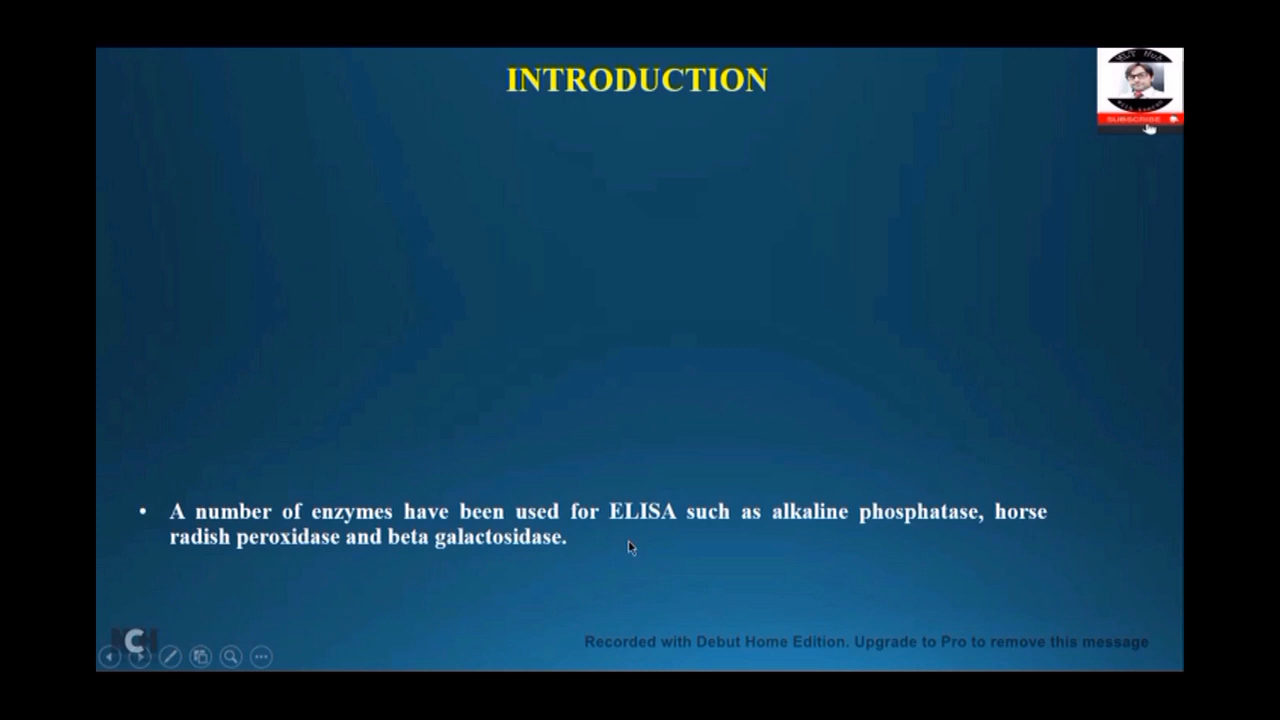 INTRODUCTION
SUBSCRIBE
• A number of enzymes have been used for ELISA such as alkaline phosphatase, horse
radish peroxidase and beta galactosidase.
Recorded with Debut Home Edition. Upgrade to Pro to remove this message